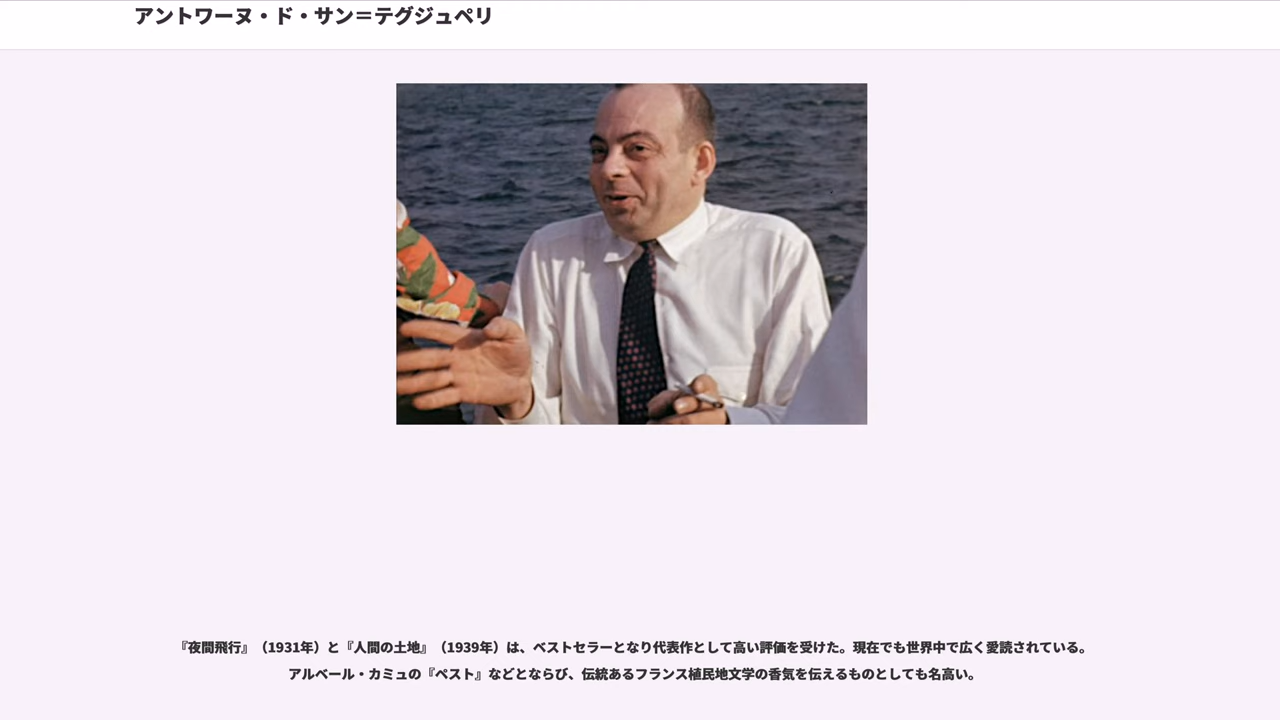 アントワーヌ・ド・サン＝テグジュペリ
『夜間飛行』（1931年）と『人間の土地』（1939年）は、ベストセラーとなり代表作として高い評価を受けた。現在でも世界中で広く愛読されている。
アルベール・カミュの『ペスト』などとならび、伝統あるフランス植民地文学の香気を伝えるものとしても名高い。